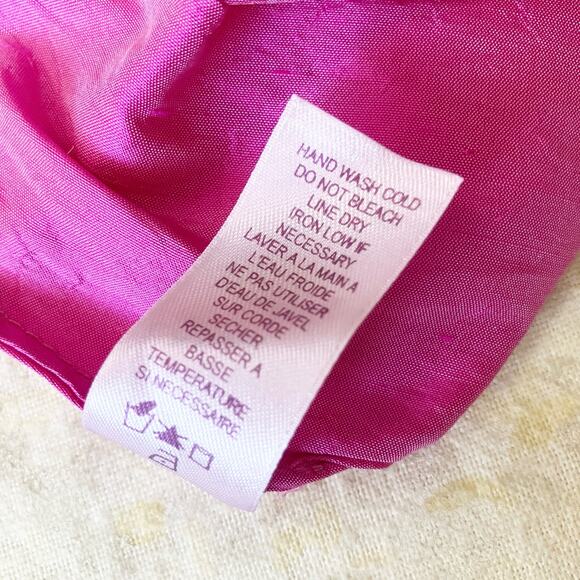 HAND WASH COLD
DO NOT BLEACH
LINE DRY
IRON LOW IF
NECESSARY
LAVER A LA MAIN A
L'EAU FROIDE
NE PAS UTILISER
D'EAU DE JAVEL
SUR CORDE
SECHER
REPASSER A
BASSE
TEMPERATURE
SI NECESSAIRE